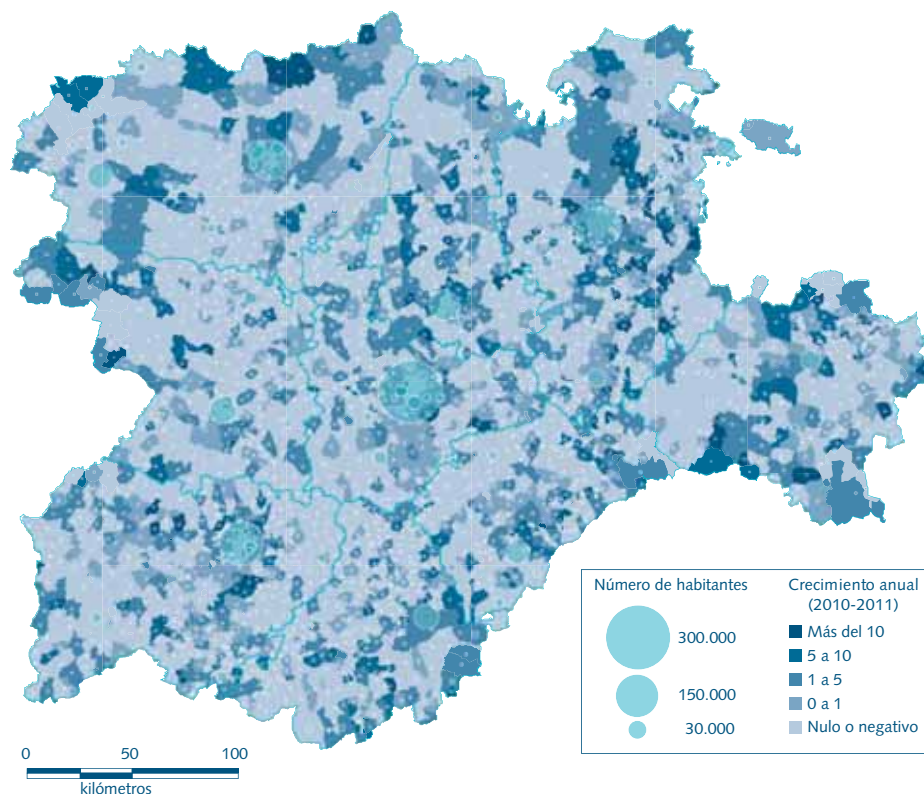 Número de habitantes
300.000
150.000
30.000
Crecimiento anual
(2010-2011)
Más del 10
5 a 10
1 a 5
0 a 1
Nulo o negativo
0 50 100
kilómetros